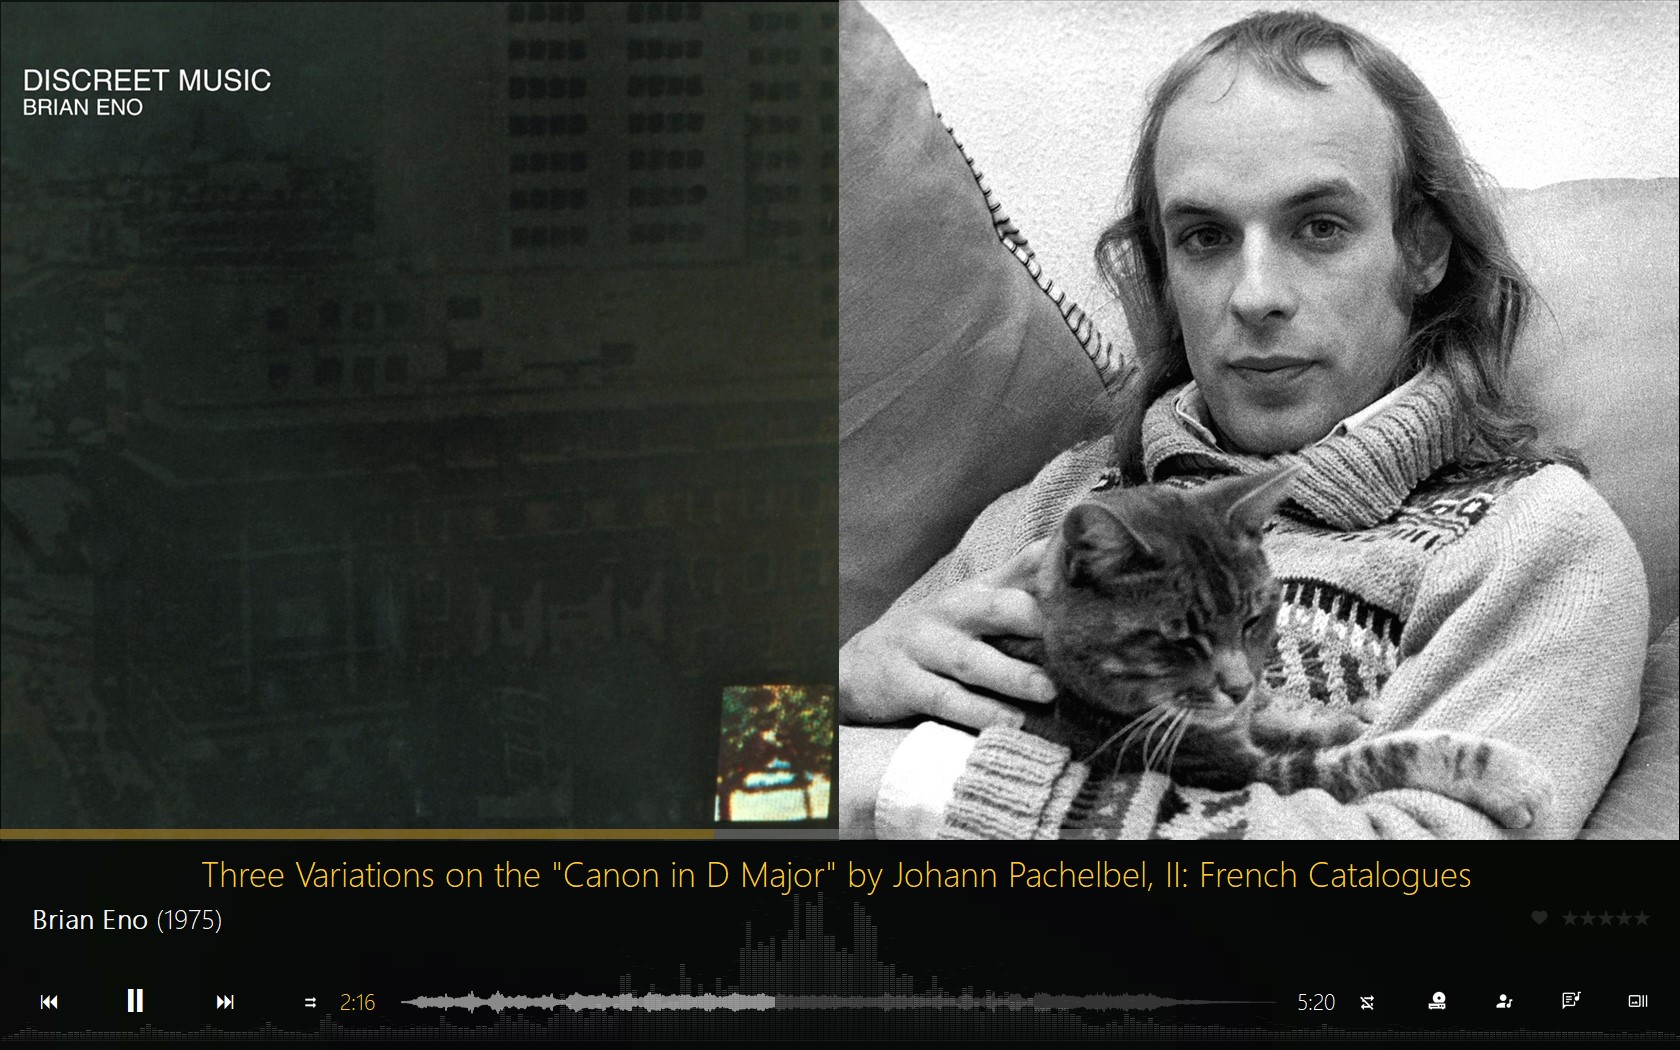 DISCREET MUSIC
BRIAN ENO
Three Variations on the "Canon in D Major" by Johann Pachelbel, II: French Catalogues
Brian Eno (1975)
2:16
5:20